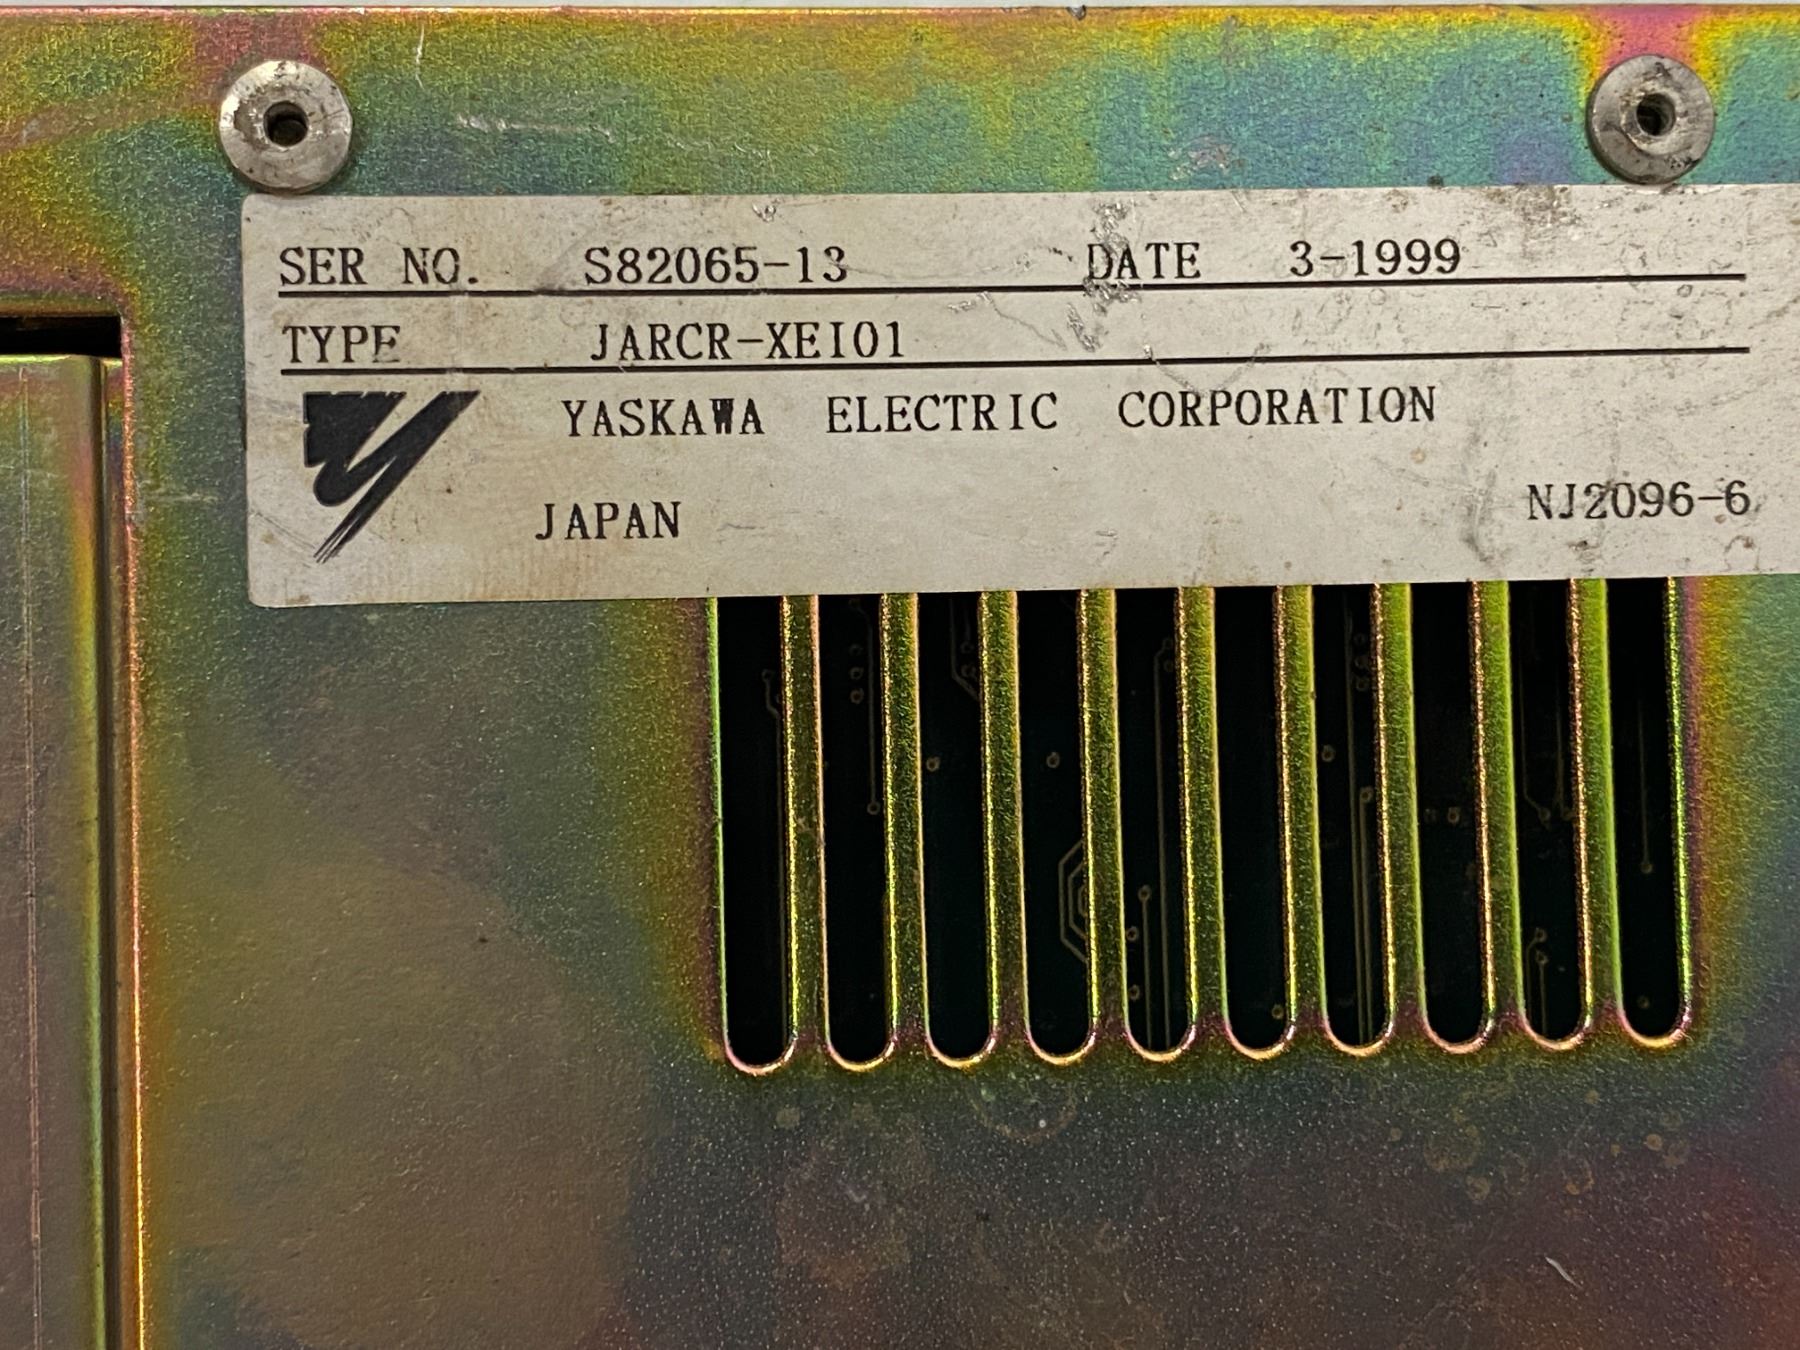 SER NO. S82065-13 DATE 3-1999
TYPE JARCR-XEI01
YASKAWA ELECTRIC CORPORATION
JAPAN NJ2096-6